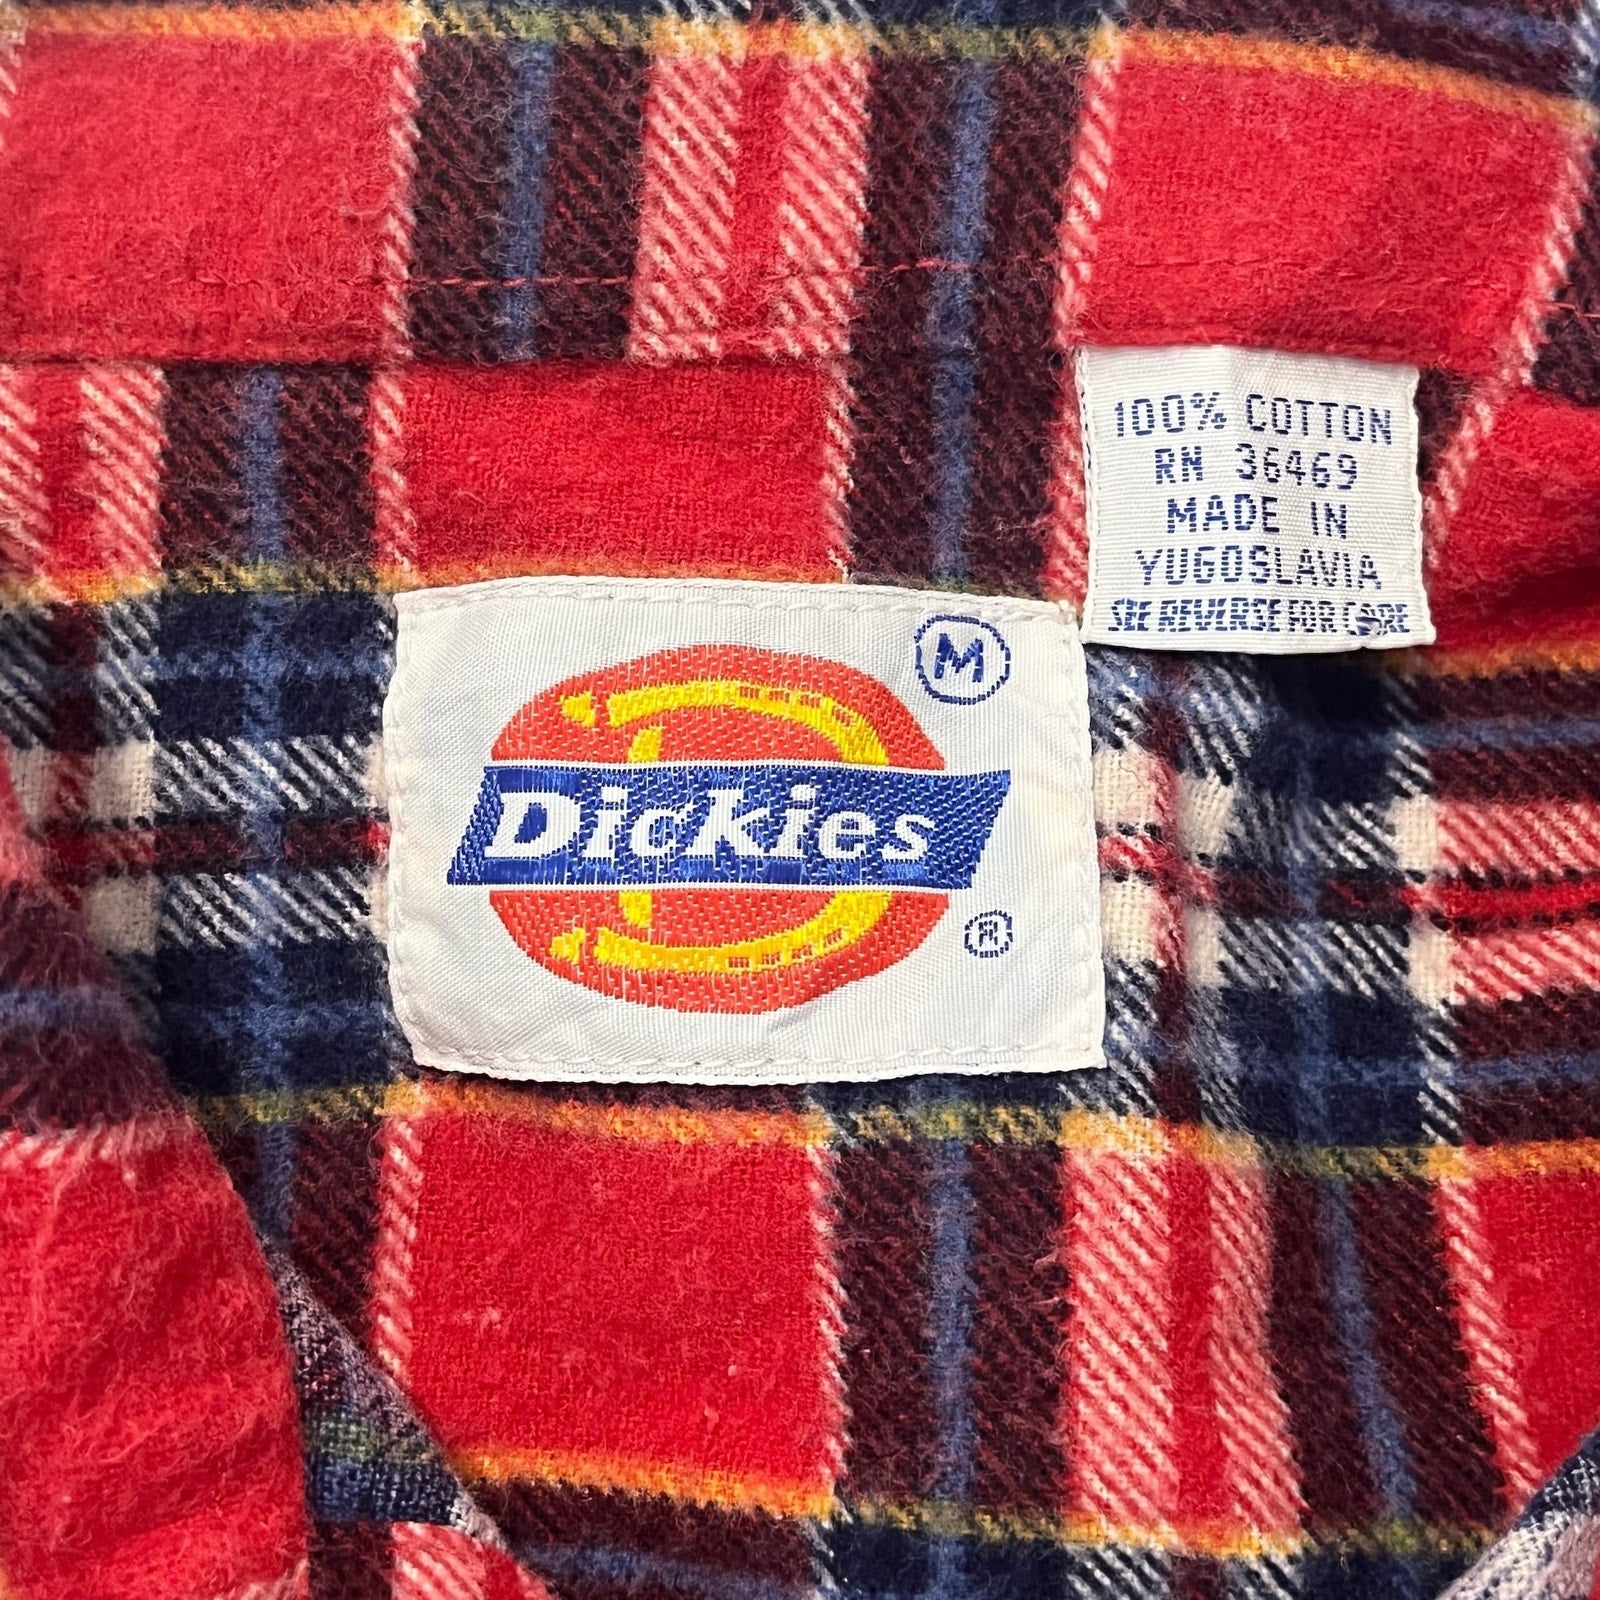 100% COTTON
RN 36469
MADE IN
YUGOSLAVIA
SEE REVERSE FOR CARE
M
Dickies
®